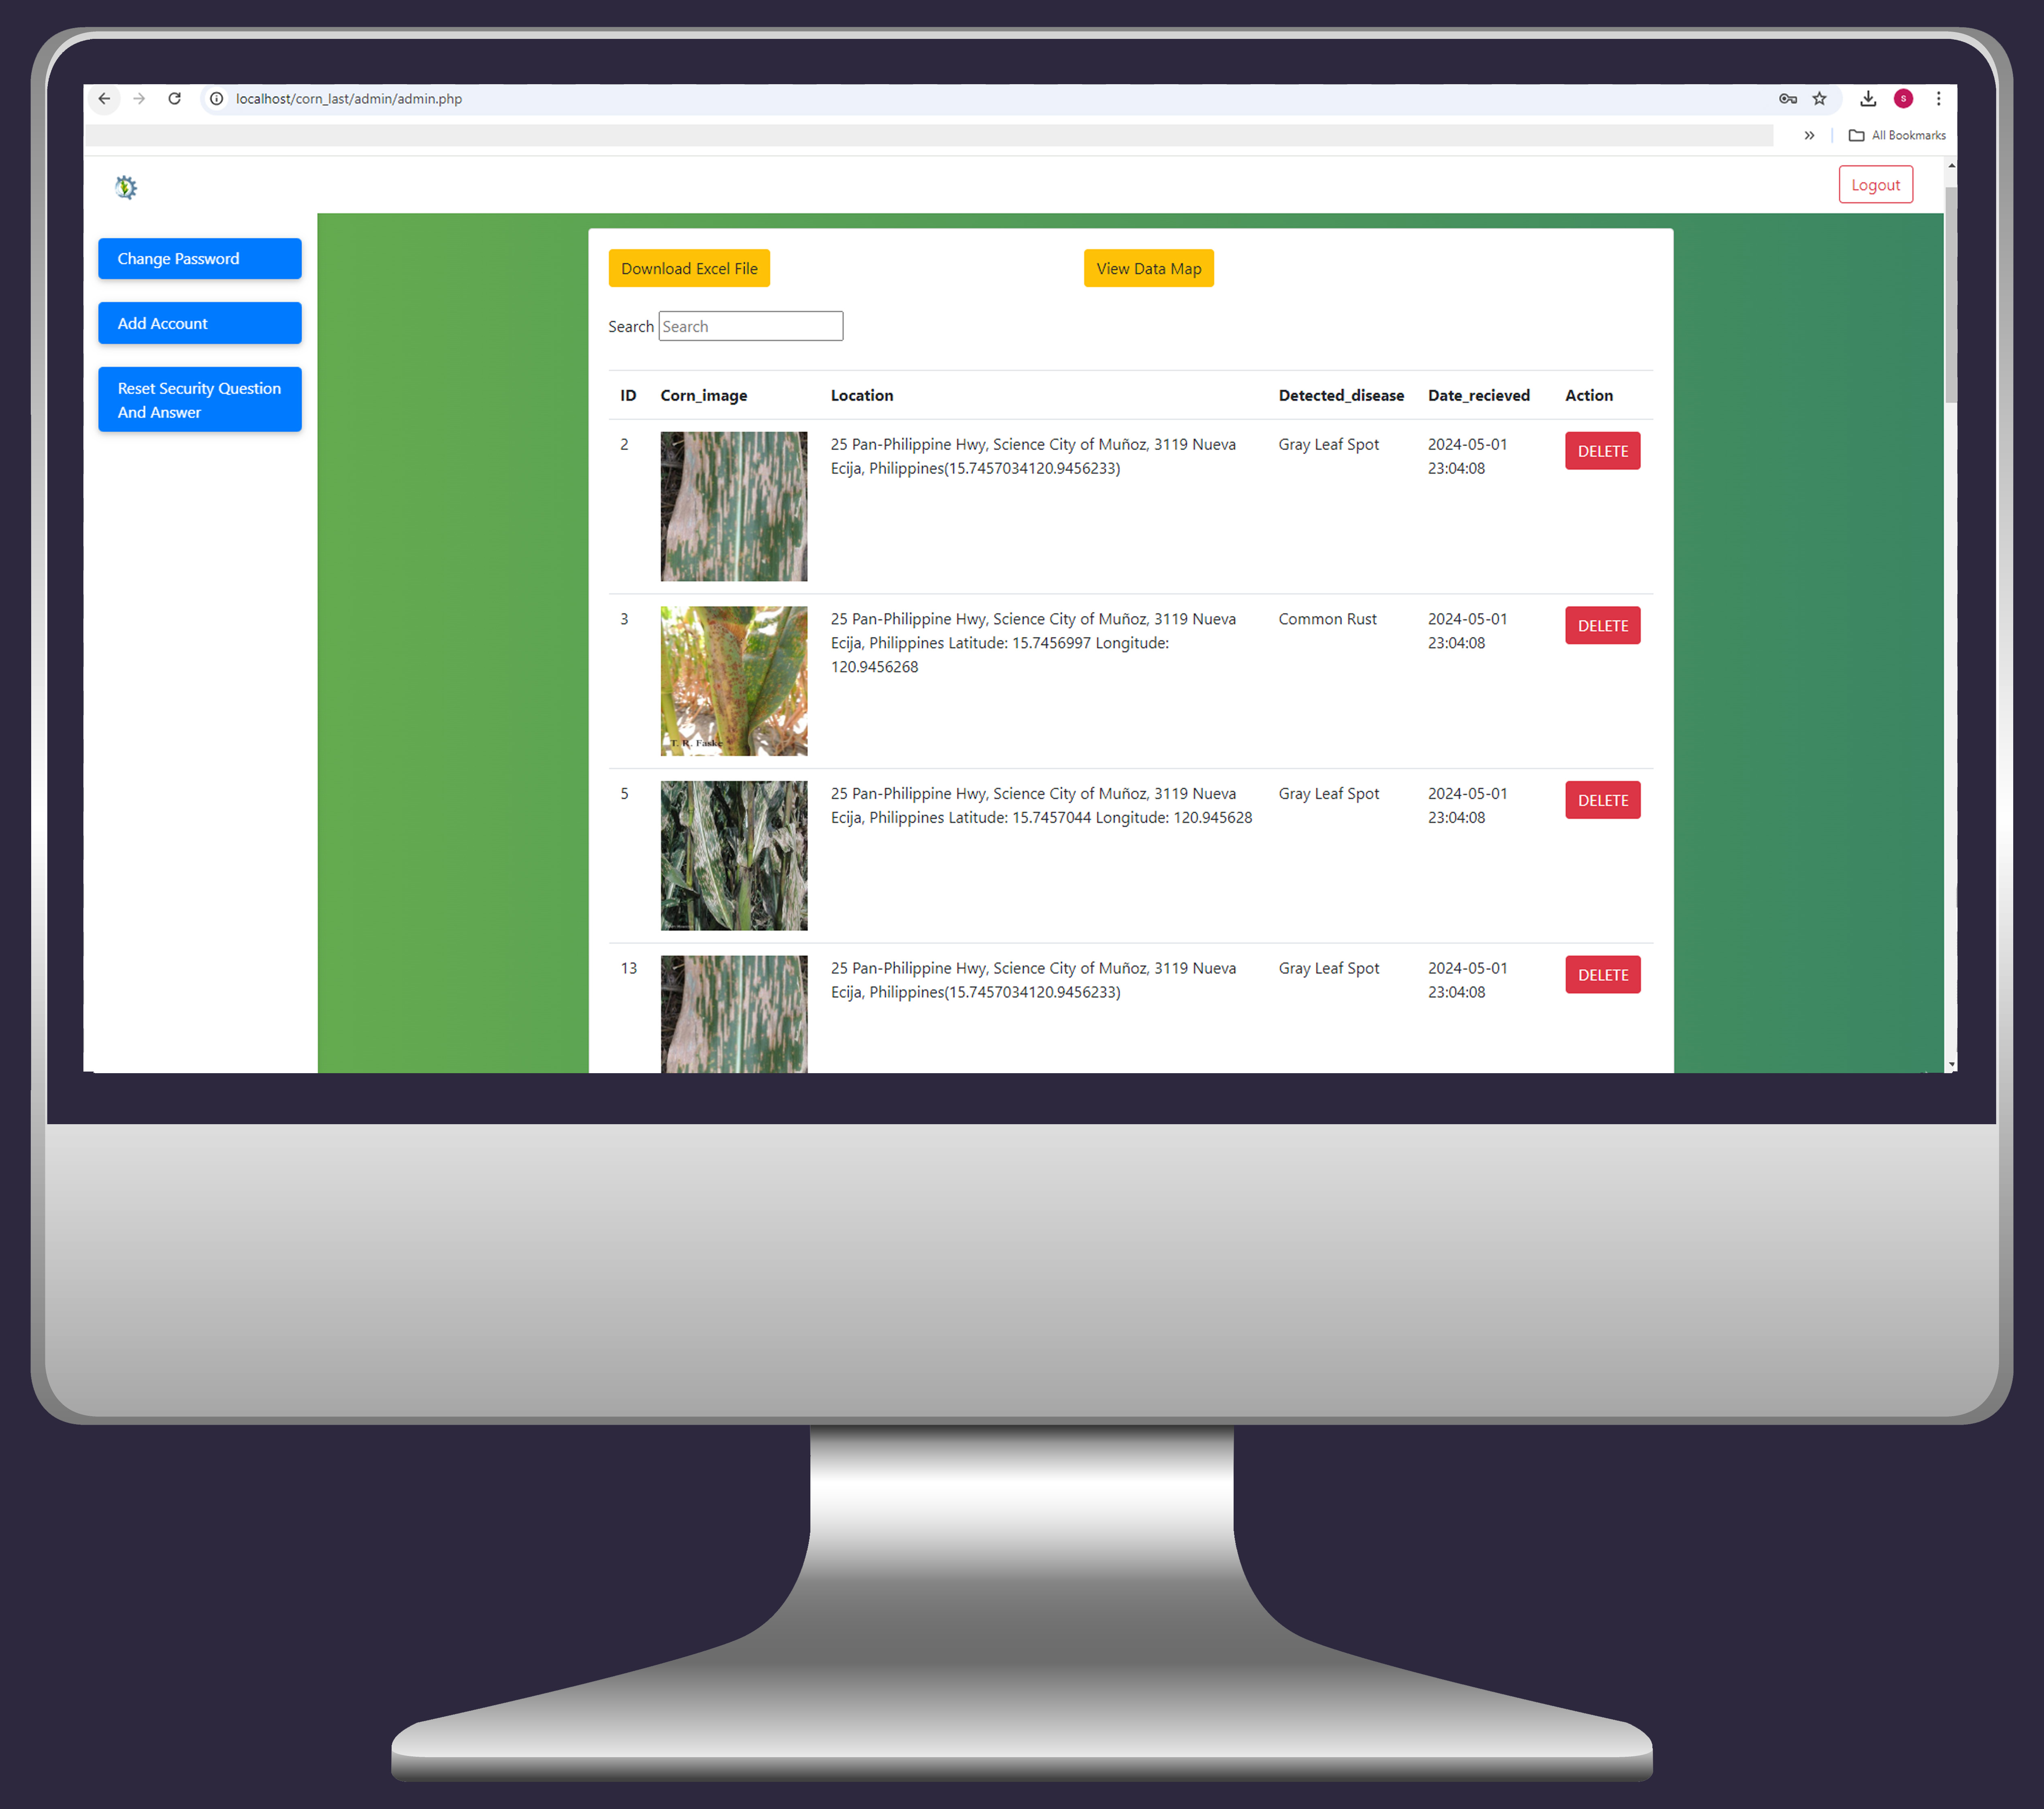 localhost/corn_last/admin/admin.php
S
All Bookmarks
Logout
Change Password
Add Account
Reset Security Question
And Answer
Download Excel File
View Data Map
Search Search
ID Corn_image Location Detected_disease Date_recieved Action
2 25 Pan-Philippine Hwy, Science City of Muñoz, 3119 Nueva Gray Leaf Spot 2024-05-01 DELETE
Ecija, Philippines(15.7457034120.9456233) 23:04:08
3 25 Pan-Philippine Hwy, Science City of Muñoz, 3119 Nueva Common Rust 2024-05-01 DELETE
Ecija, Philippines Latitude: 15.7456997 Longitude: 23:04:08
120.9456268
T. R. Faske
5 25 Pan-Philippine Hwy, Science City of Muñoz, 3119 Nueva Gray Leaf Spot 2024-05-01 DELETE
Ecija, Philippines Latitude: 15.7457044 Longitude: 120.945628 23:04:08
13 25 Pan-Philippine Hwy, Science City of Muñoz, 3119 Nueva Gray Leaf Spot 2024-05-01 DELETE
Ecija, Philippines(15.7457034120.9456233) 23:04:08